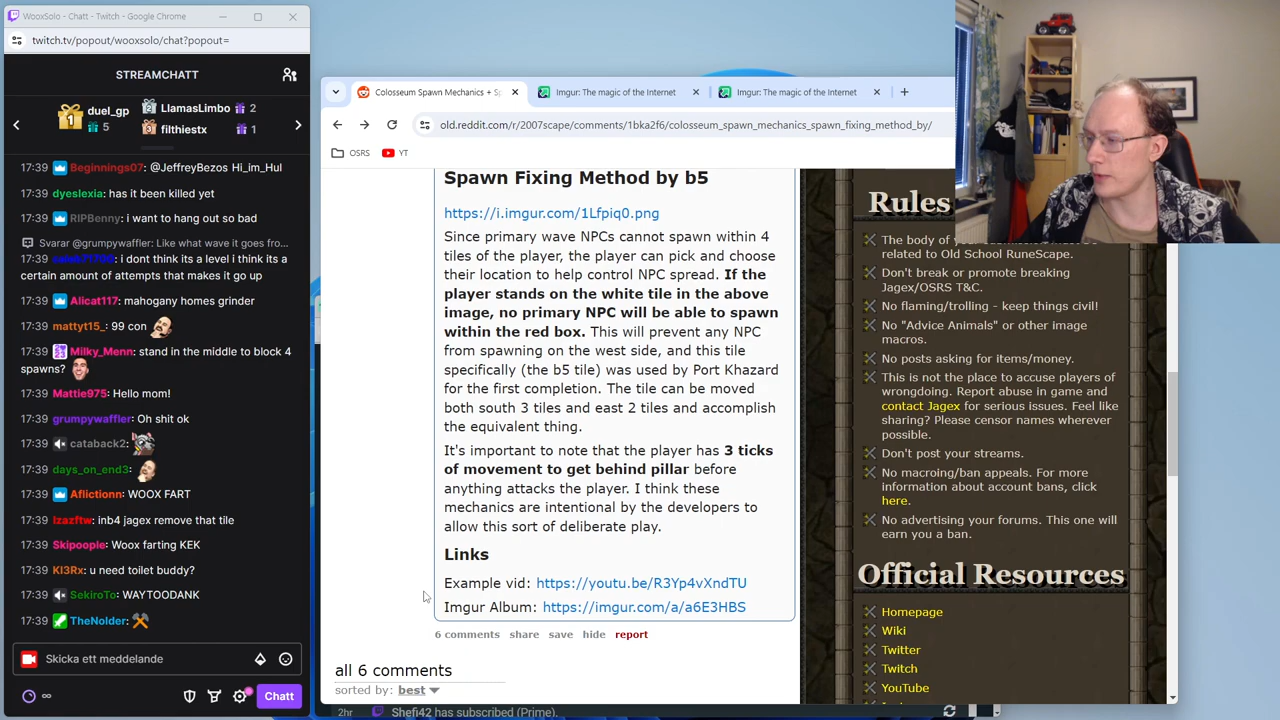 WooxSolo - Chatt - Twitch - Google Chrome
twitch.tv/popout/wooxsolo/chat?popout=
STREAMCHATT
1
duel_gp
5
2
LlamasLimbo
2
3
filthiestx
1
17:39 Beginnings07: @JeffreyBezos Hi_im_Hul
17:39 dyeslexia: has it been killed yet
17:39 RIPBenny: i want to hang out so bad
Svarar @grumpywaffler: Like what wave it goes fro...
17:39 i dont think its a level i think its a
certain amount of attempts that makes it go up
17:39 Alicat117: mahogany homes grinder
17:39 mattyt15_: 99 con
17:39 Milky_Menn: stand in the middle to block 4
spawns?
17:39 Mattie975: Hello mom!
17:39 grumpywaffler: Oh shit ok
17:39 cataback2:
17:39 days_on_end3:
17:39 Aflictionn: WOOX FART
17:39 Izazftw: inb4 jagex remove that tile
17:39 Skipoople: Woox farting KEK
17:39 KI3Rx: u need toilet buddy?
17:39 SekiroTo: WAYTOODANK
17:39 TheNolder:
Skicka ett meddelande
∞
Chatt
Colosseum Spawn Mechanics + Sp
Imgur: The magic of the Internet
Imgur: The magic of the Internet
old.reddit.com/r/2007scape/comments/1bka2f6/colosseum_spawn_mechanics_spawn_fixing_method_by/
OSRS
YT
Spawn Fixing Method by b5
https://i.imgur.com/1Lfpiq0.png
Since primary wave NPCs cannot spawn within 4
tiles of the player, the player can pick and choose
their location to help control NPC spread. If the
player stands on the white tile in the above
image, no primary NPC will be able to spawn
within the red box. This will prevent any NPC
from spawning on the west side, and this tile
specifically (the b5 tile) was used by Port Khazard
for the first completion. The tile can be moved
both south 3 tiles and east 2 tiles and accomplish
the equivalent thing.
It's important to note that the player has 3 ticks
of movement to get behind pillar before
anything attacks the player. I think these
mechanics are intentional by the developers to
allow this sort of deliberate play.
Links
Example vid: https://youtu.be/R3Yp4vXndTU
Imgur Album: https://imgur.com/a/a6E3HBS
6 comments share save hide report
all 6 comments
sorted by: best
2hr Shefi42 has subscribed (Prime).
Rules
The body of
related to Old School RuneScape.
Don't break or promote breaking
Jagex/OSRS T&C.
No flaming/trolling - keep things civil!
No "Advice Animals" or other image
macros.
No posts asking for items/money.
This is not the place to accuse players of
wrongdoing. Report abuse in game and
contact Jagex for serious issues. Feel like
sharing? Please censor names wherever
possible.
Don't post your streams.
No macroing/ban appeals. For more
information about account bans, click
here.
No advertising your forums. This one will
earn you a ban.
Official Resources
Homepage
Wiki
Twitter
Twitch
YouTube